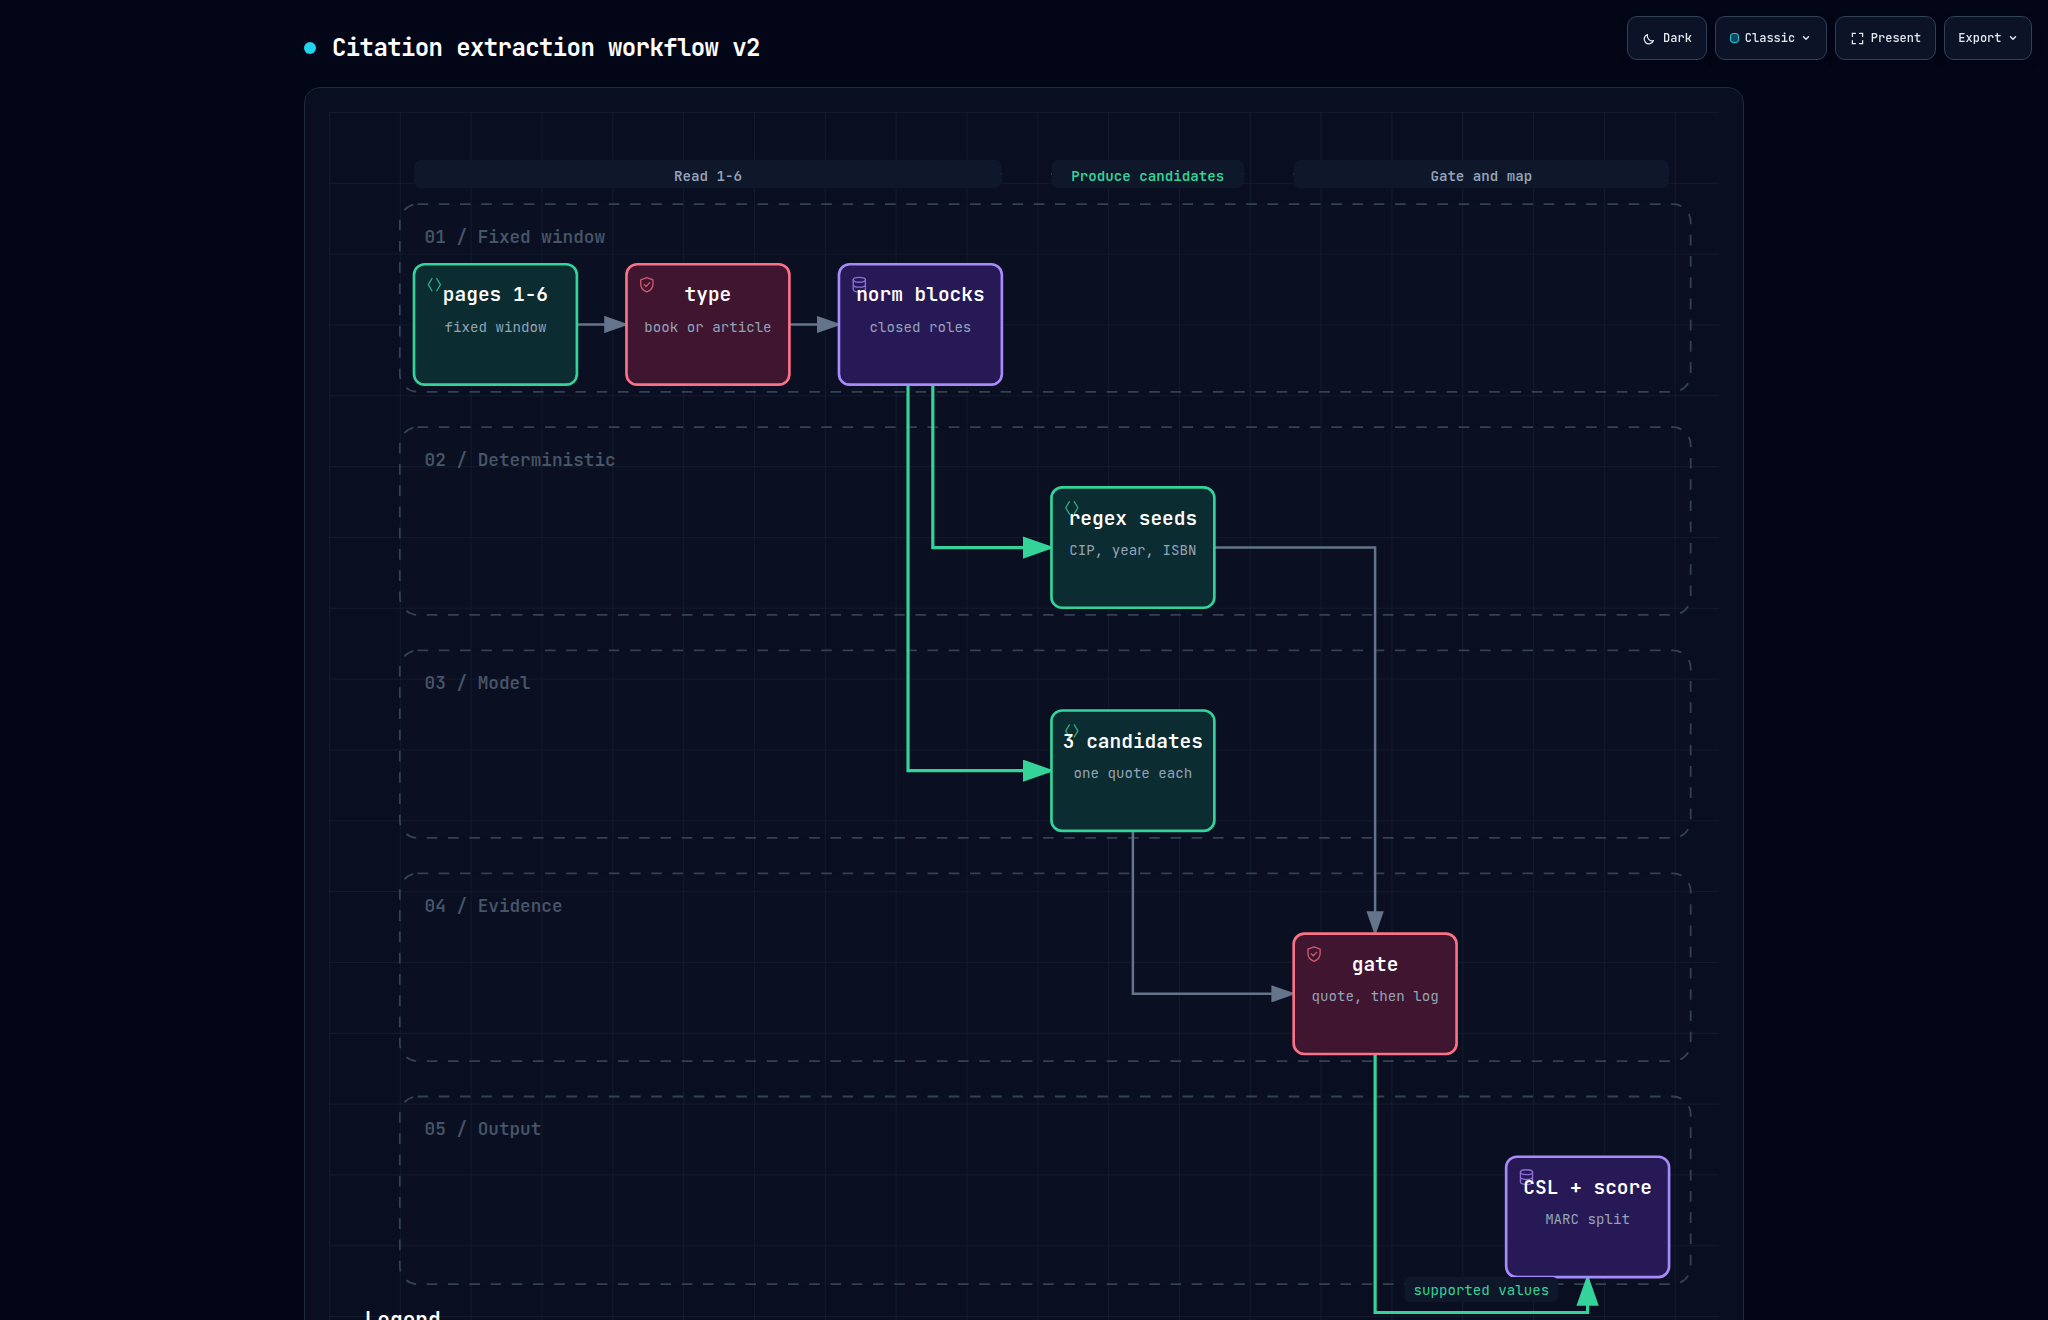 Citation extraction workflow v2
Dark
Classic
Present
Export
Read 1-6
Produce candidates
Gate and map
01 / Fixed window
pages 1-6
fixed window
type
book or article
norm blocks
closed roles
02 / Deterministic
regex seeds
CIP, year, ISBN
03 / Model
3 candidates
one quote each
04 / Evidence
gate
quote, then log
05 / Output
CSL + score
MARC split
supported values
Legend